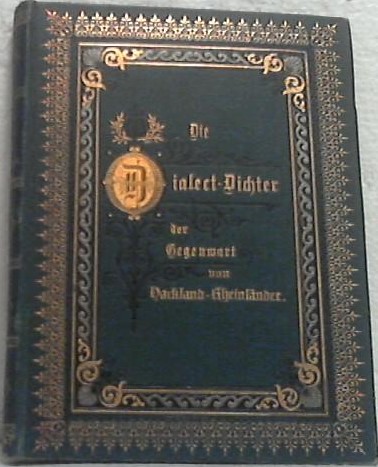 Die
Dialect-Dichter
der
Gegenwart
von
Hackland-Rheinländer.